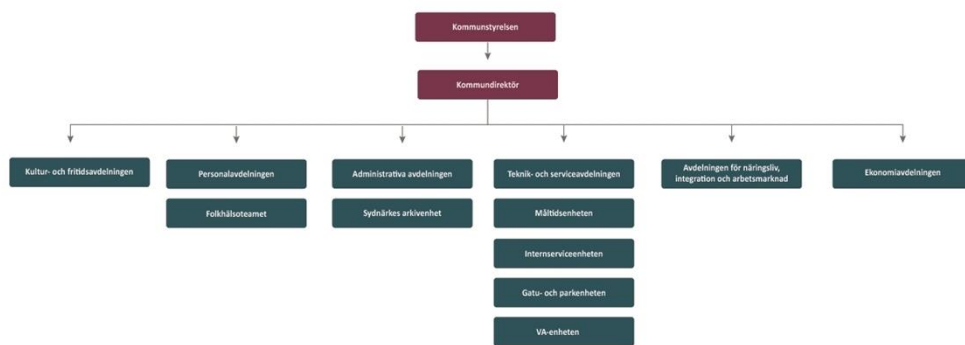 Kommunstyrelsen
Kommundirektör
Kultur- och fritidsavdelningen
Personalavdelningen
Administrativa avdelningen
Teknik- och serviceavdelningen
Avdelningen för näringsliv,
integration och arbetsmarknad
Ekonomiavdelningen
Folkhälsoteamet
Sydnärkes arkivenhet
Måltidsenheten
Internserviceenheten
Gatu- och parkenheten
VA-enheten